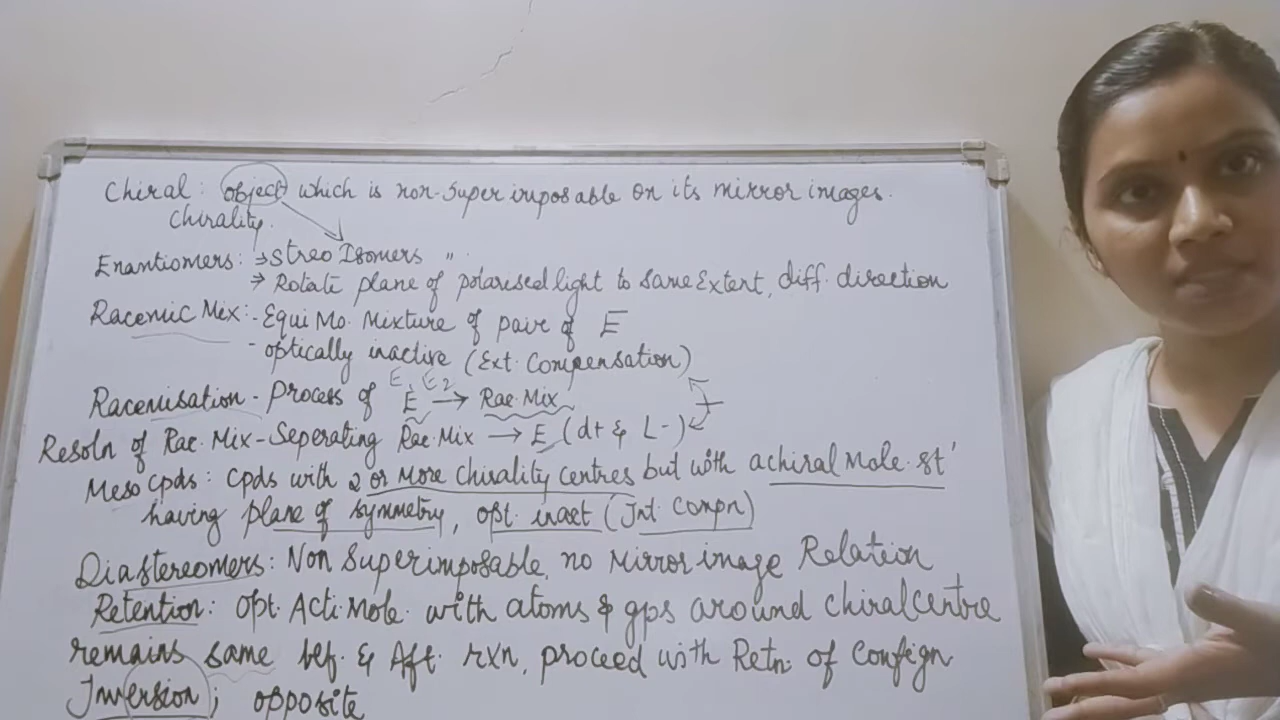 Chiral: object which is non-Super imposable on its mirror images.
Chirality.
Enantiomers: → Streo Isomers "
→ Rotate plane of polarised light to same Extent, diff. direction
Racemic Mix:- Equi Mo. Mixture of pair of E
- optically inactive (Ext. Compensation)
E1 E2
Racemisation - Process of E → Rac. Mix
Resoln of Rac. Mix - Seperating Rac. Mix → E (d+ & L-)
Meso Cpds: Cpds with 2 or More Chirality Centres but with achiral Mole. st'
having plane of symmetry, opt. inact (Int Compn)
Diastereomers: Non Superimposable, no Mirror image Relation
Retention: Opt. Acti. Mole. with atoms & gps around Chiral Centre
remains same bef. & Aft. rxn, proceed with Retn. of Confign
Inversion; opposite